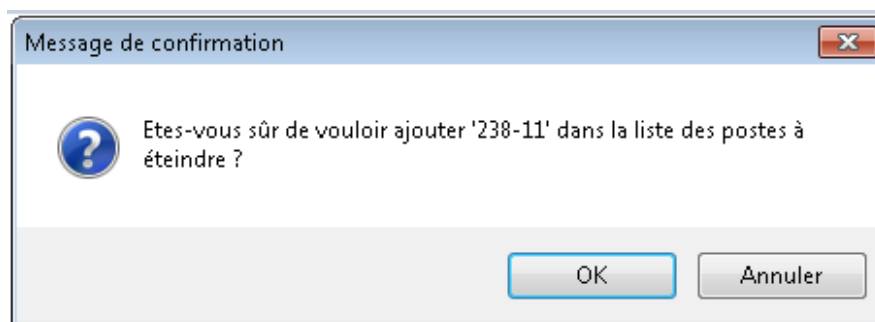 Message de confirmation
Etes-vous sûr de vouloir ajouter '238-11' dans la liste des postes à
éteindre ?
OK
Annuler